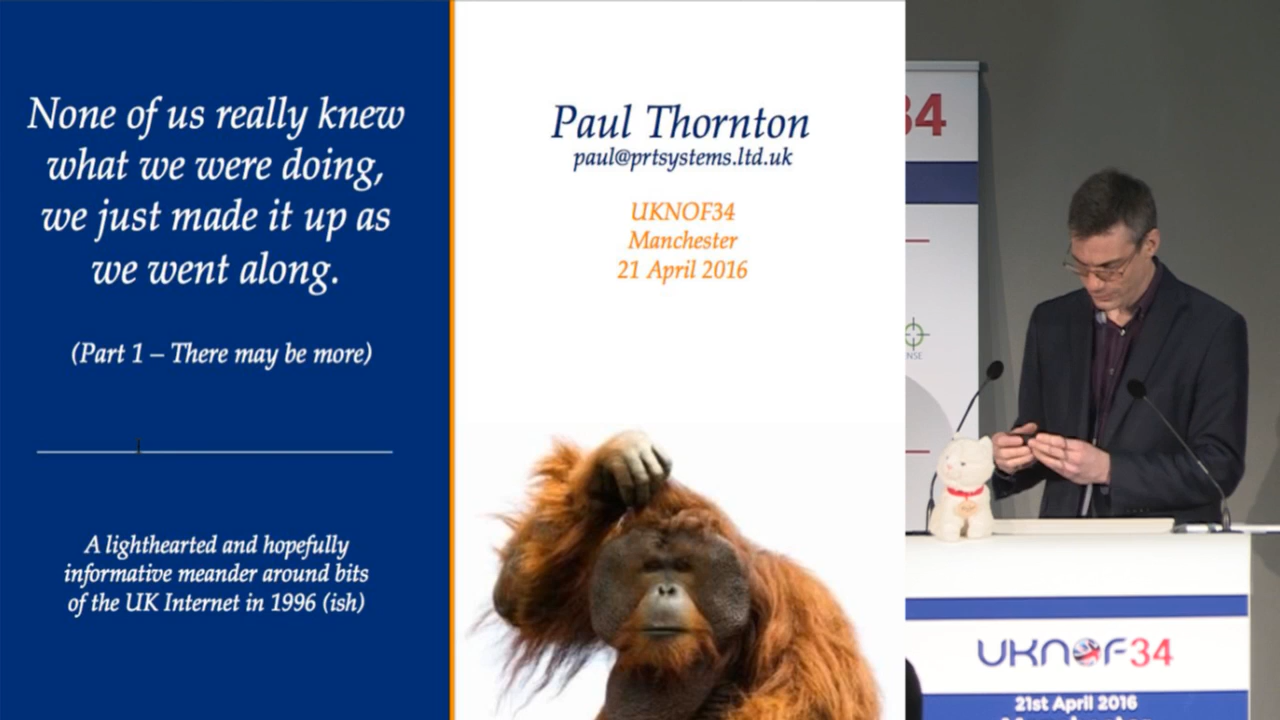 None of us really knew
what we were doing,
we just made it up as
we went along.
(Part 1 – There may be more)
A lighthearted and hopefully
informative meander around bits
of the UK Internet in 1996 (ish)
Paul Thornton
paul@prtsystems.ltd.uk
UKNOF34
Manchester
21 April 2016
34
NSE
UKNOF34
21st April 2016